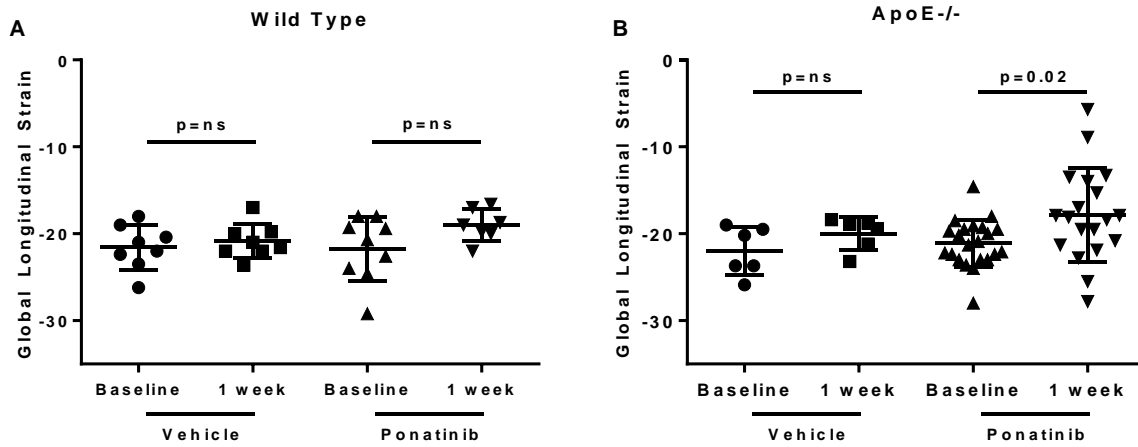 A
Wild Type
Global Longitudinal Strain
0
-10
-20
-30
p=ns
p=ns
Baseline
1 week
Baseline
1 week
Vehicle
Ponatinib
B
ApoE-/-
Global Longitudinal Strain
0
-10
-20
-30
p=ns
p=0.02
Baseline
1 week
Baseline
1 week
Vehicle
Ponatinib